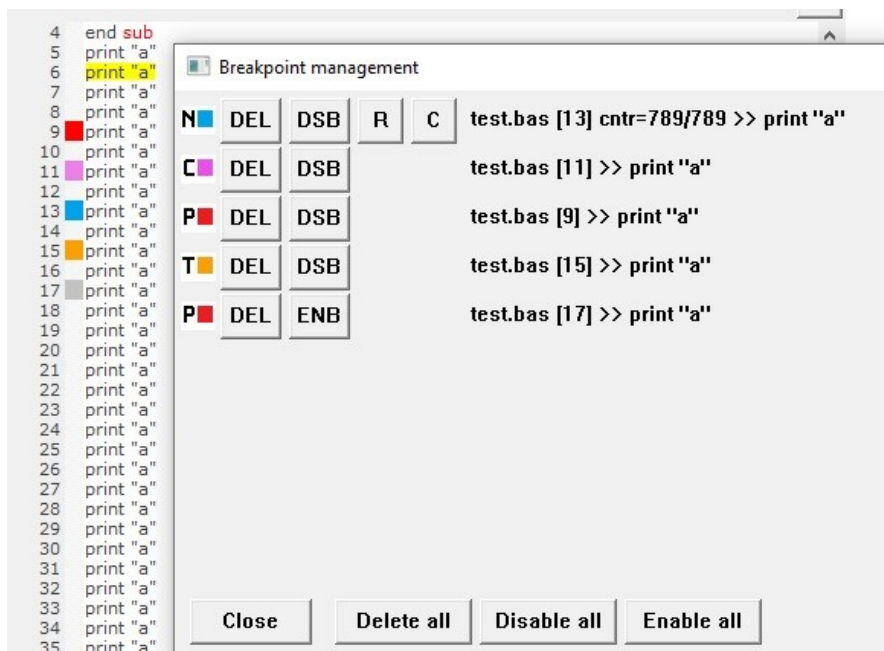 4 end sub
5 print "a"
6 print "a"
7 print "a"
8 print "a"
9 print "a"
10 print "a"
11 print "a"
12 print "a"
13 print "a"
14 print "a"
15 print "a"
16 print "a"
17 print "a"
18 print "a"
19 print "a"
20 print "a"
21 print "a"
22 print "a"
23 print "a"
24 print "a"
25 print "a"
26 print "a"
27 print "a"
28 print "a"
29 print "a"
30 print "a"
31 print "a"
32 print "a"
33 print "a"
34 print "a"
35 print "a"
Breakpoint management
N DEL DSB R C test.bas [13] cntr=789/789 >> print "a"
C DEL DSB test.bas [11] >> print "a"
P DEL DSB test.bas [9] >> print "a"
T DEL DSB test.bas [15] >> print "a"
P DEL ENB test.bas [17] >> print "a"
Close Delete all Disable all Enable all